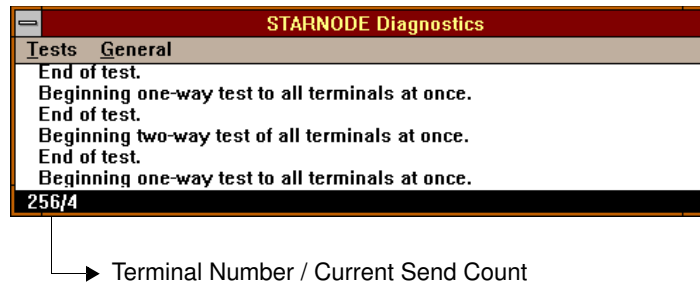 STARNODE Diagnostics
Tests General
End of test.
Beginning one-way test to all terminals at once.
End of test.
Beginning two-way test of all terminals at once.
End of test.
Beginning one-way test to all terminals at once.
256/4
Terminal Number / Current Send Count